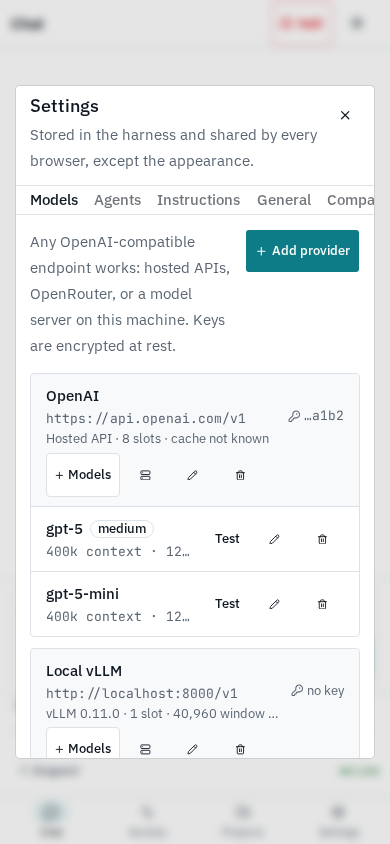 Chat
Settings
Stored in the harness and shared by every
browser, except the appearance.
Models Agents Instructions General Compa
Any OpenAI-compatible
endpoint works: hosted APIs,
OpenRouter, or a model
server on this machine. Keys
are encrypted at rest.
+ Add provider
OpenAI
https://api.openai.com/v1
…a1b2
Hosted API · 8 slots · cache not known
+ Models
gpt-5 medium
400k context · 12…
Test
gpt-5-mini
400k context · 12…
Test
Local vLLM
http://localhost:8000/v1
no key
vLLM 0.11.0 · 1 slot · 40,960 window …
+ Models